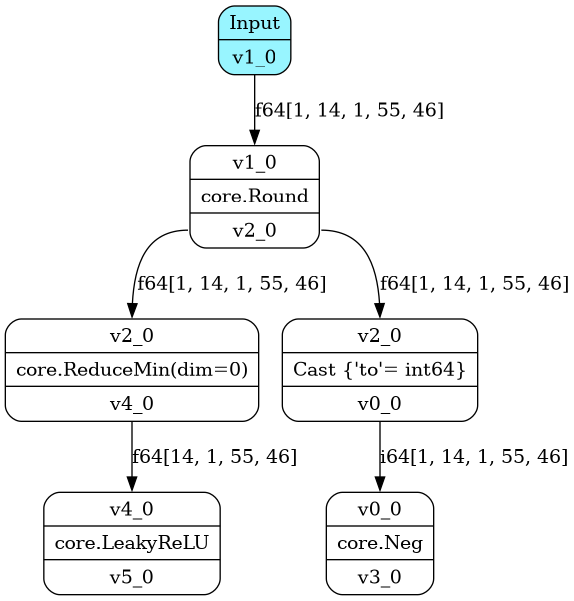 Input
v1_0
f64[1, 14, 1, 55, 46]
v1_0
core.Round
v2_0
f64[1, 14, 1, 55, 46]
f64[1, 14, 1, 55, 46]
v2_0
core.ReduceMin(dim=0)
v4_0
v2_0
Cast {'to'= int64}
v0_0
f64[14, 1, 55, 46]
i64[1, 14, 1, 55, 46]
v4_0
core.LeakyReLU
v5_0
v0_0
core.Neg
v3_0